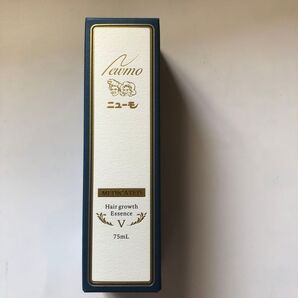 Newmo
ニューモ
MEDICATED
Hair growth
Essence
V
75mL